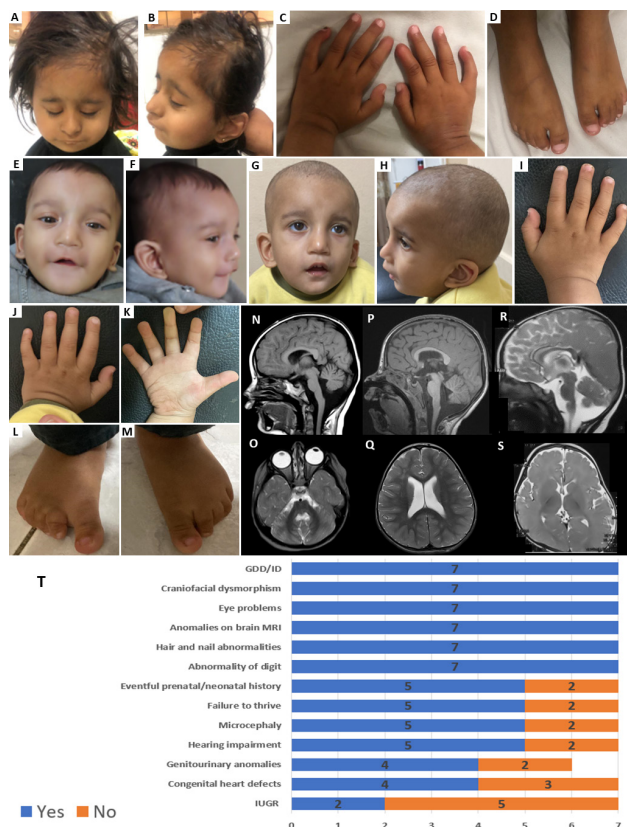 A
B
C
D
E
F
G
H
I
J
K
N
P
R
L
M
O
Q
S
T
GDD/ID 7
Craniofacial dysmorphism 7
Eye problems 7
Anomalies on brain MRI 7
Hair and nail abnormalities 7
Abnormality of digit 7
Eventful prenatal/neonatal history 5 2
Failure to thrive 5 2
Microcephaly 5 2
Hearing impairment 5 2
Genitourinary anomalies 4 2
Congenital heart defects 4 3
IUGR 2 5
Yes No
0 1 2 3 4 5 6 7